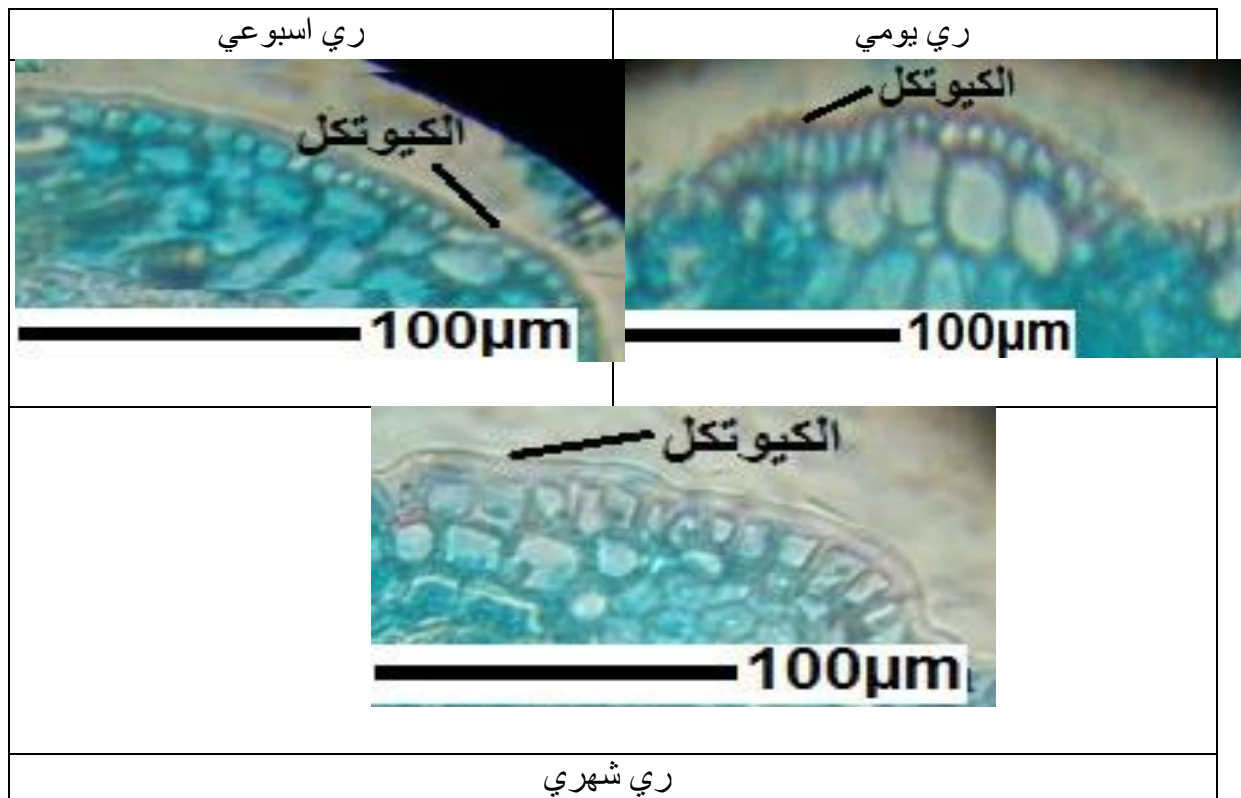 ري يومي
ري اسبوعي
الكيوتكل
الكيوتكل
100µm
100µm
الكيوتكل
100µm
ري شهري